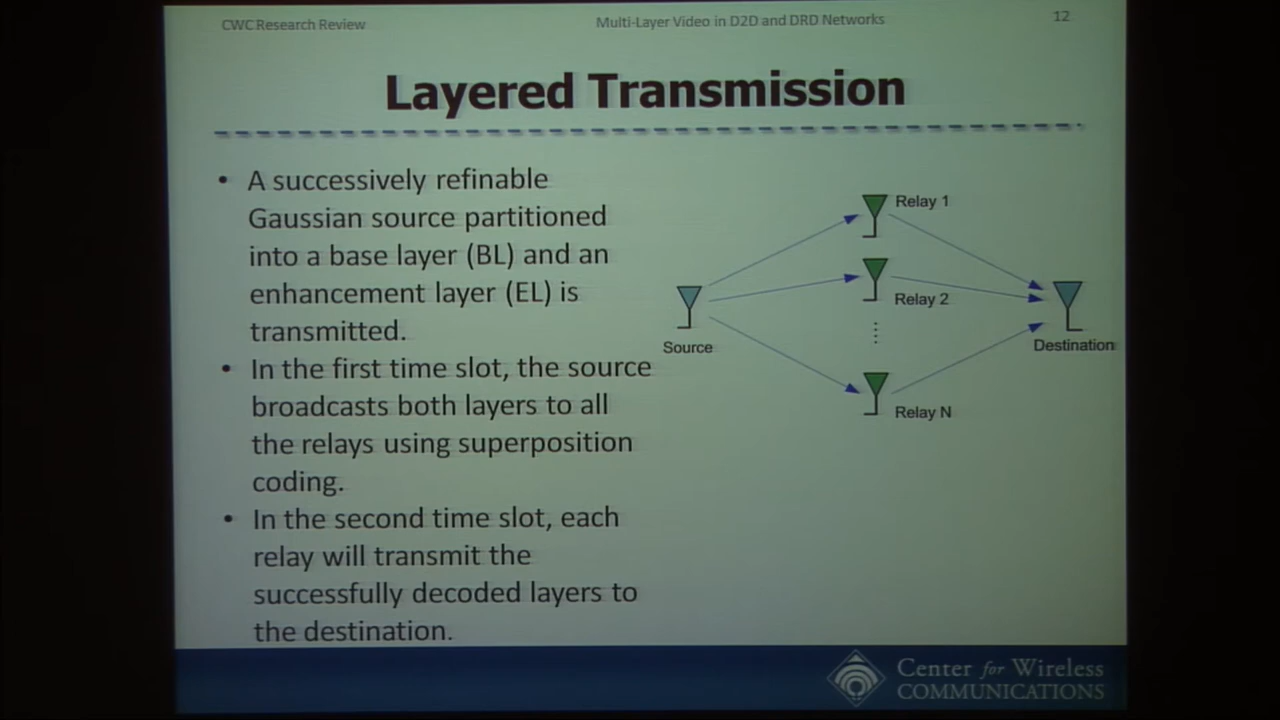 CWC Research Review
Multi-Layer Video in D2D and DRD Networks
12
Layered Transmission
• A successively refinable
Gaussian source partitioned
into a base layer (BL) and an
enhancement layer (EL) is
transmitted.
• In the first time slot, the source
broadcasts both layers to all
the relays using superposition
coding.
• In the second time slot, each
relay will transmit the
successfully decoded layers to
the destination.
Relay 1
Relay 2
Source
Destination
Relay N
Center for Wireless
COMMUNICATIONS